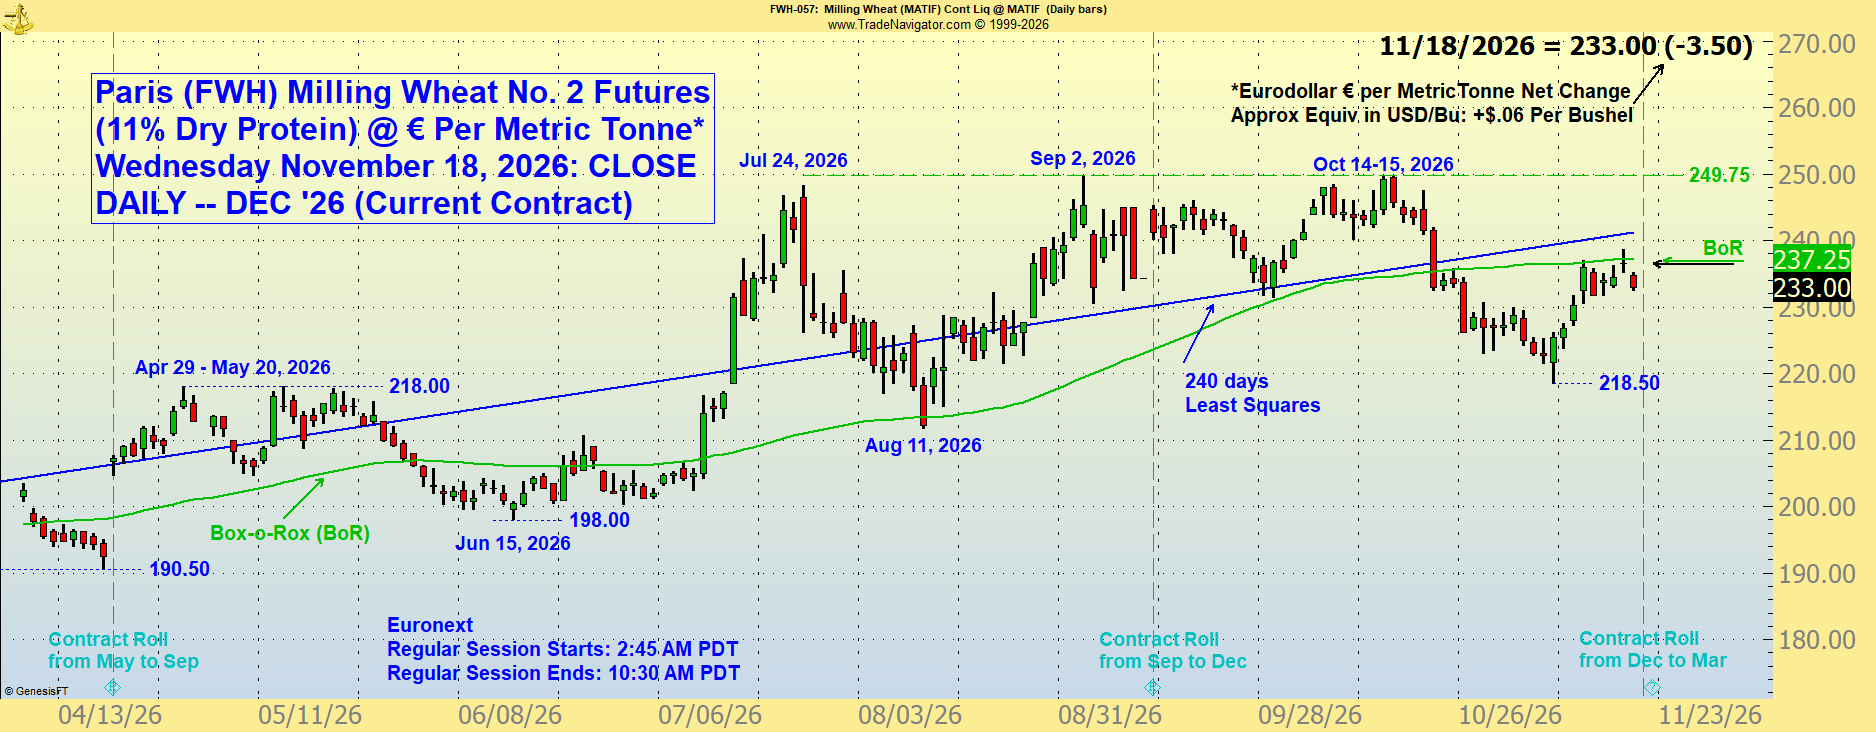 FWH-057: Milling Wheat (MATIF) Cont Liq @ MATIF (Daily bars)
www.TradeNavigator.com © 1999-2026
11/18/2026 = 233.00 (-3.50)
*Eurodollar € per MetricTonne Net Change
Approx Equiv in USD/Bu: +$.06 Per Bushel
Paris (FWH) Milling Wheat No. 2 Futures
(11% Dry Protein) @ € Per Metric Tonne*
Wednesday November 18, 2026: CLOSE
DAILY -- DEC '26 (Current Contract)
Jul 24, 2026
Sep 2, 2026
Oct 14-15, 2026
249.75
BoR
237.25
233.00
Apr 29 - May 20, 2026
218.00
240 days
Least Squares
218.50
Aug 11, 2026
Box-o-Rox (BoR)
198.00
Jun 15, 2026
190.50
Euronext
Regular Session Starts: 2:45 AM PDT
Regular Session Ends: 10:30 AM PDT
Contract Roll
from May to Sep
R
Contract Roll
from Sep to Dec
R
Contract Roll
from Dec to Mar
?
© GenesisFT
270.00
260.00
250.00
240.00
230.00
220.00
210.00
200.00
190.00
180.00
04/13/26
05/11/26
06/08/26
07/06/26
08/03/26
08/31/26
09/28/26
10/26/26
11/23/26